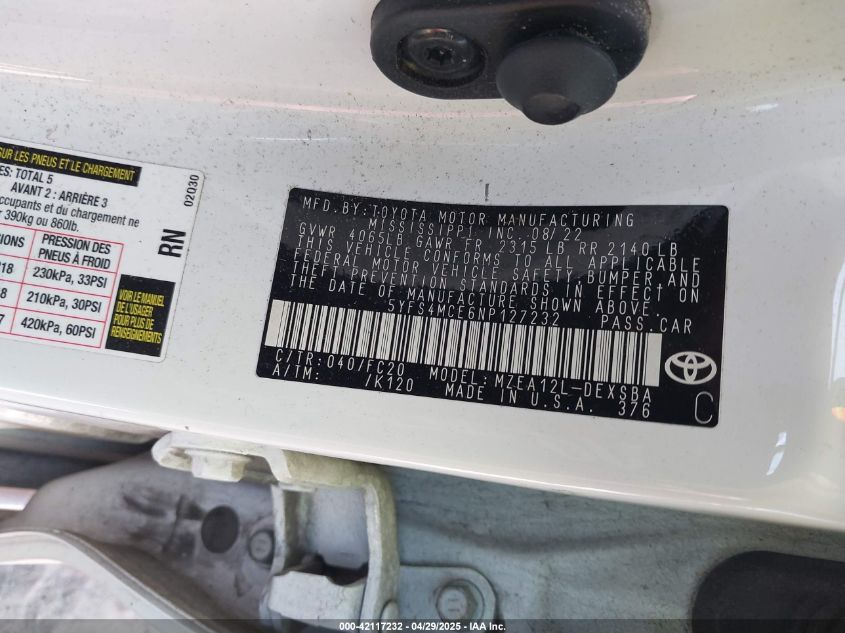 SUR LES PNEUS ET LE CHARGEMENT
TOTAL 5
AVANT 2 : ARRIÈRE 3
occupants et du chargement ne
390kg ou 860lb.
PRESSION DES
PNEUS À FROID
230kPa, 33PSI
210kPa, 30PSI
420kPa, 60PSI
VOIR LE MANUEL
DE L'USAGER
POUR PLUS DE
RENSEIGNEMENTS
02030
RN
MFD. BY: TOYOTA MOTOR MANUFACTURING
MISSISSIPPI, INC. 08/22
GVWR 4065LB GAWR FR. 2315 LB RR 2140 LB
THIS VEHICLE CONFORMS TO ALL APPLICABLE
FEDERAL MOTOR VEHICLE SAFETY, BUMPER, AND
THEFT PREVENTION STANDARDS IN EFFECT ON
THE DATE OF MANUFACTURE SHOWN ABOVE.
5YFS4MCE6NP127232 PASS. CAR
C/TR: 040/FC20 MODEL: MZEA12L-DEXSBA
A/TM: /K120 MADE IN U.S.A. 376
C
000-42117232 | 04/29/2025 - © IAA, Inc.